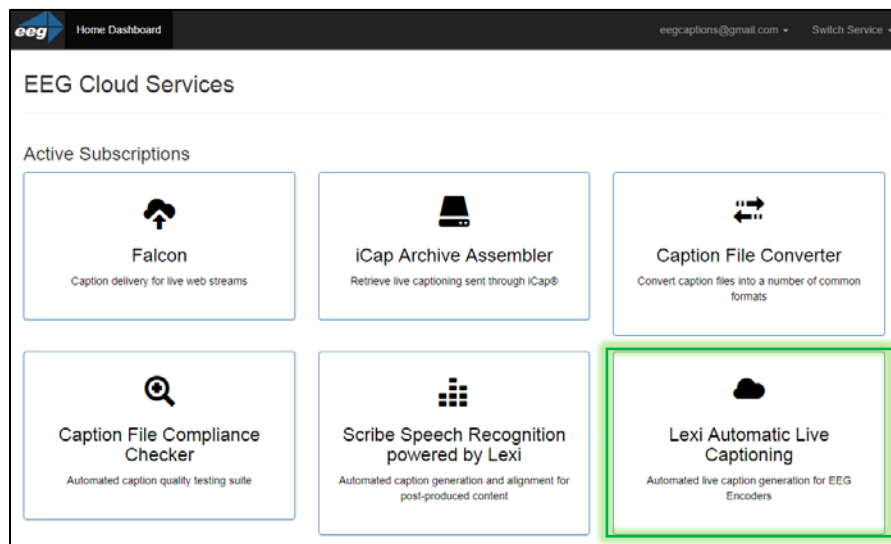 eeg Home Dashboard eegcaptions@gmail.com Switch Service
EEG Cloud Services
Active Subscriptions
Falcon
Caption delivery for live web streams
iCap Archive Assembler
Retrieve live captioning sent through iCap®
Caption File Converter
Convert caption files into a number of common
formats
Caption File Compliance
Checker
Automated caption quality testing suite
Scribe Speech Recognition
powered by Lexi
Automated caption generation and alignment for
post-produced content
Lexi Automatic Live
Captioning
Automated live caption generation for EEG
Encoders